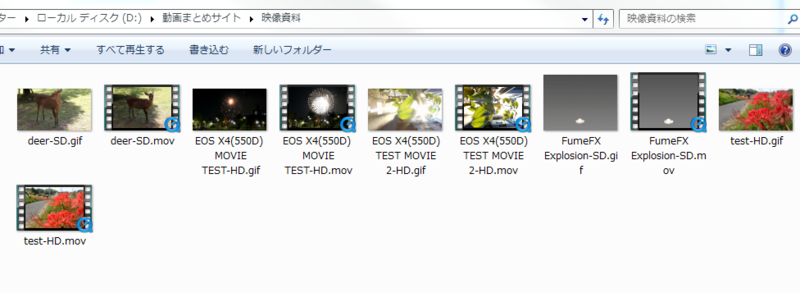 ター ▸ ローカル ディスク (D:) ▸ 動画まとめサイト ▸ 映像資料
映像資料の検索
共有 ▼ すべて再生する 書き込む 新しいフォルダー
deer-SD.gif
deer-SD.mov
EOS X4(550D)
MOVIE
TEST-HD.gif
EOS X4(550D)
MOVIE
TEST-HD.mov
EOS X4(550D)
TEST MOVIE
2-HD.gif
EOS X4(550D)
TEST MOVIE
2-HD.mov
FumeFX
Explosion-SD.gi
f
FumeFX
Explosion-SD.m
ov
test-HD.gif
test-HD.mov